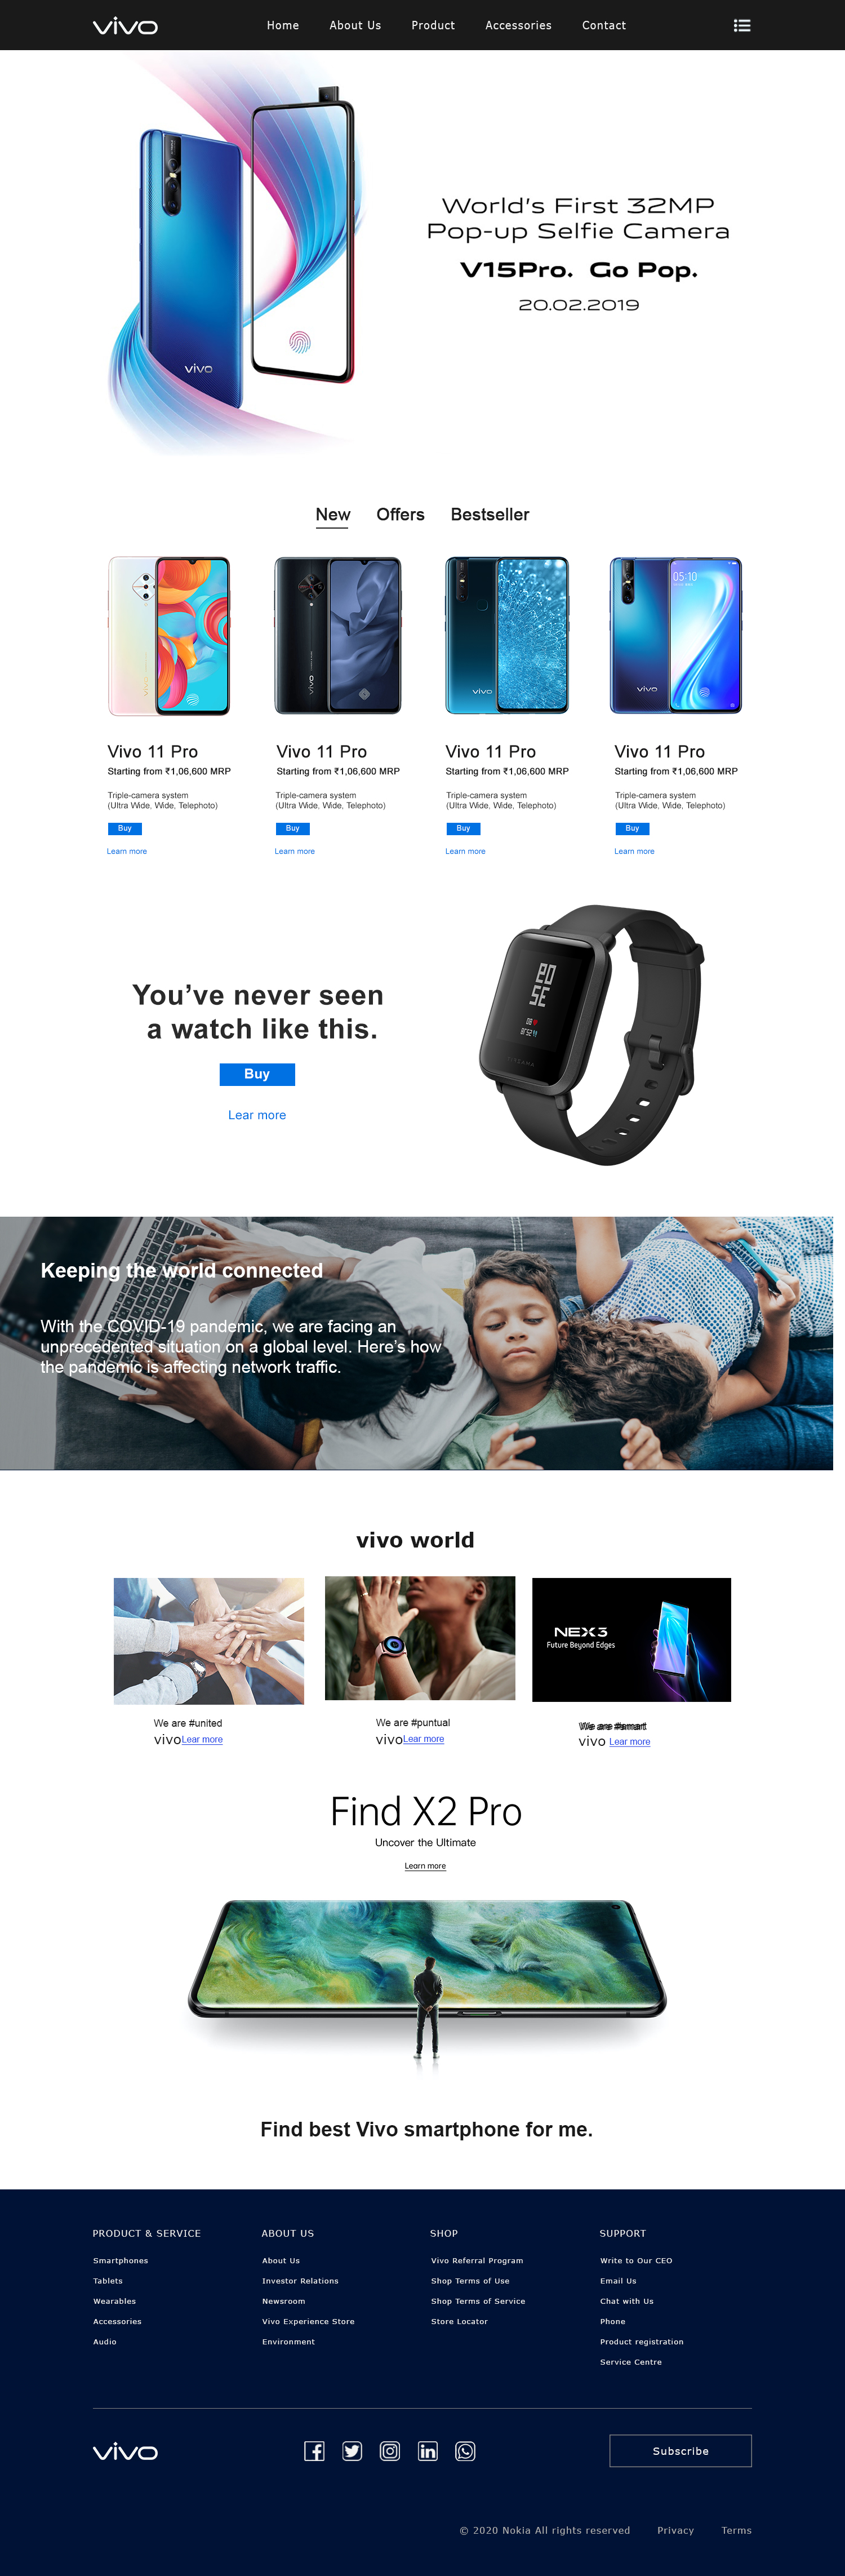 vivo
Home About Us Product Accessories Contact
World's First 32MP
Pop-up Selfie Camera
V15Pro. Go Pop.
20.02.2019
vivo
New Offers Bestseller
vivo
vivo
vivo
05:10
vivo
Vivo 11 Pro
Starting from ₹1,06,600 MRP
Triple-camera system
(Ultra Wide, Wide, Telephoto)
Buy
Learn more
Vivo 11 Pro
Starting from ₹1,06,600 MRP
Triple-camera system
(Ultra Wide, Wide, Telephoto)
Buy
Learn more
Vivo 11 Pro
Starting from ₹1,06,600 MRP
Triple-camera system
(Ultra Wide, Wide, Telephoto)
Buy
Learn more
Vivo 11 Pro
Starting from ₹1,06,600 MRP
Triple-camera system
(Ultra Wide, Wide, Telephoto)
Buy
Learn more
You've never seen
a watch like this.
Buy
Lear more
Keeping the world connected
With the COVID-19 pandemic, we are facing an
unprecedented situation on a global level. Here's how
the pandemic is affecting network traffic.
vivo world
NEX 3
Future Beyond Edges
We are #united
vivo Lear more
We are #puntual
vivo Lear more
We are #smart
vivo Lear more
Find X2 Pro
Uncover the Ultimate
Learn more
Find best Vivo smartphone for me.
PRODUCT & SERVICE
Smartphones
Tablets
Wearables
Accessories
Audio
ABOUT US
About Us
Investor Relations
Newsroom
Vivo Experience Store
Environment
SHOP
Vivo Referral Program
Shop Terms of Use
Shop Terms of Service
Store Locator
SUPPORT
Write to Our CEO
Email Us
Chat with Us
Phone
Product registration
Service Centre
vivo
Subscribe
© 2020 Nokia All rights reserved Privacy Terms